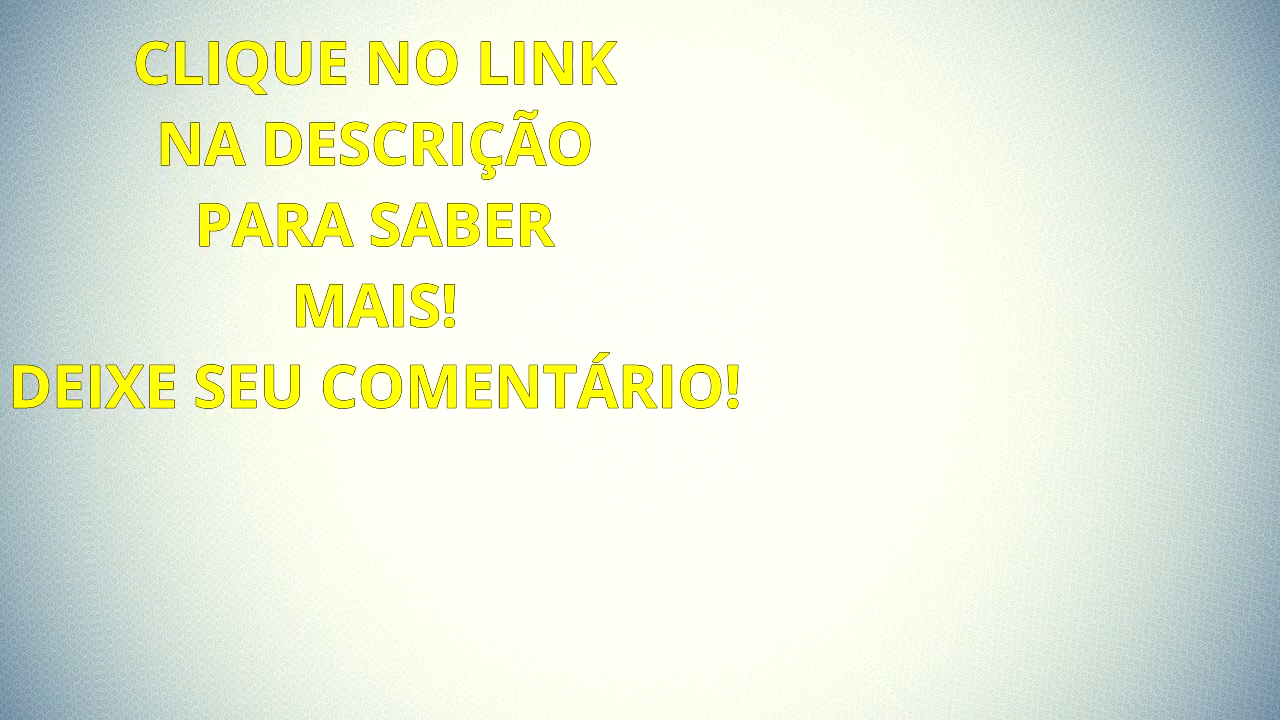 CLIQUE NO LINK
NA DESCRIÇÃO
PARA SABER
MAIS!
DEIXE SEU COMENTÁRIO!